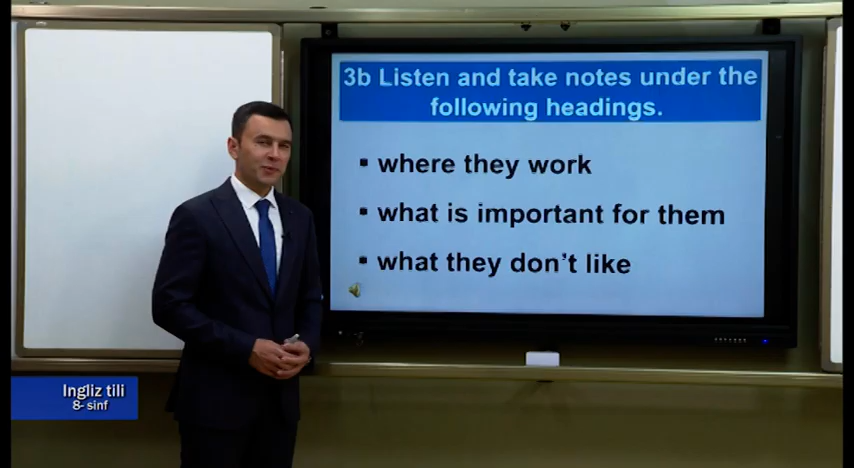 3b Listen and take notes under the
following headings.
▪ where they work
▪ what is important for them
▪ what they don't like
Ingliz tili
8- sinf